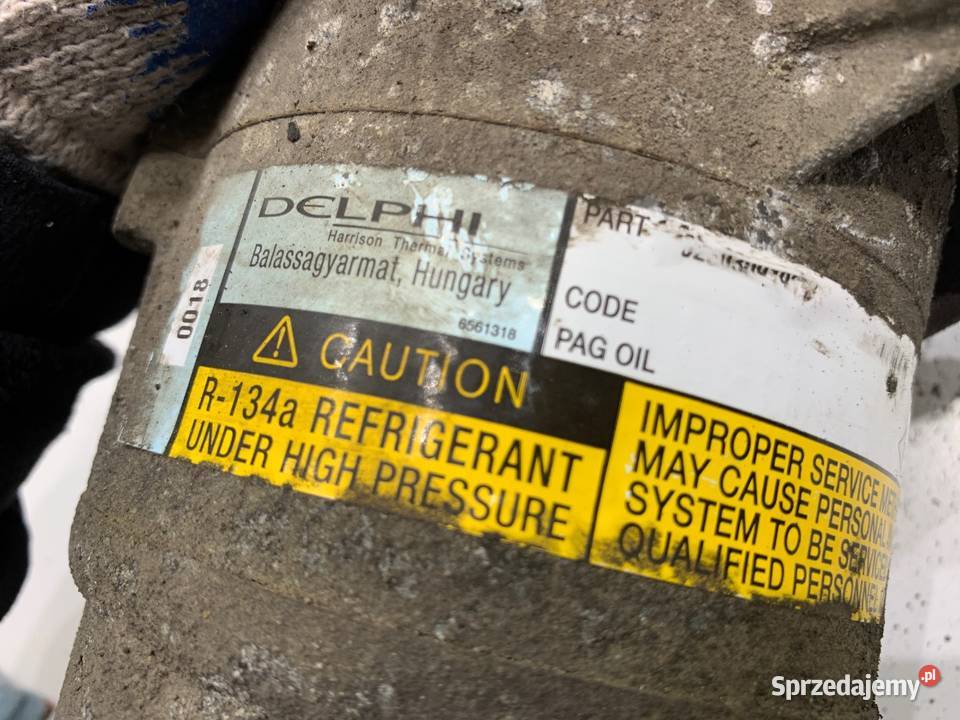 DELPHI
Harrison Thermal Systems
Balassagyarmat, Hungary
6561318
0018
PART
CODE
PAG OIL
CAUTION
R-134a REFRIGERANT
UNDER HIGH PRESSURE
IMPROPER SERVICE
MAY CAUSE PERSONAL
SYSTEM TO BE
QUALIFIED PERSONNEL
Sprzedajemy.pl